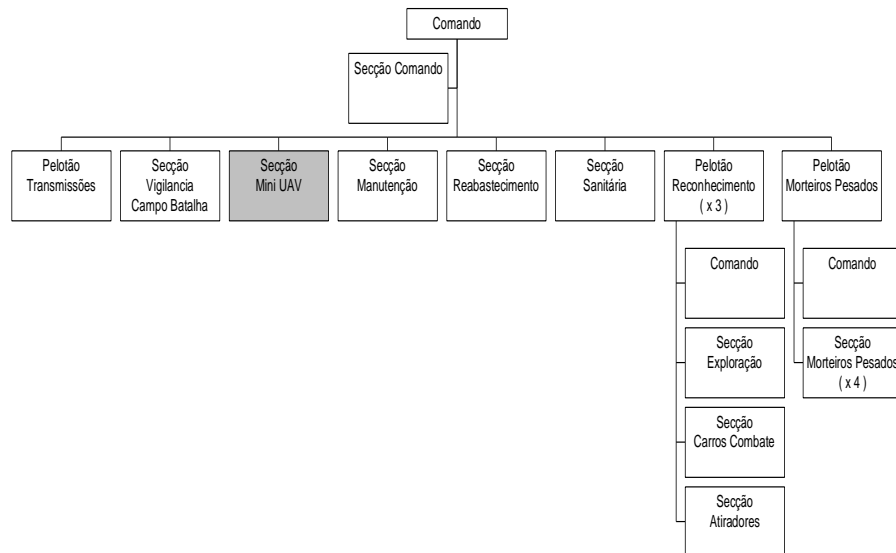 Comando
Secção Comando
Pelotão
Transmissões
Secção
Vigilancia
Campo Batalha
Secção
Mini UAV
Secção
Manutenção
Secção
Reabastecimento
Secção
Sanitária
Pelotão
Reconhecimento
( x 3 )
Pelotão
Morteiros Pesados
Comando
Secção
Exploração
Secção
Carros Combate
Secção
Atiradores
Comando
Secção
Morteiros Pesados
( x 4 )